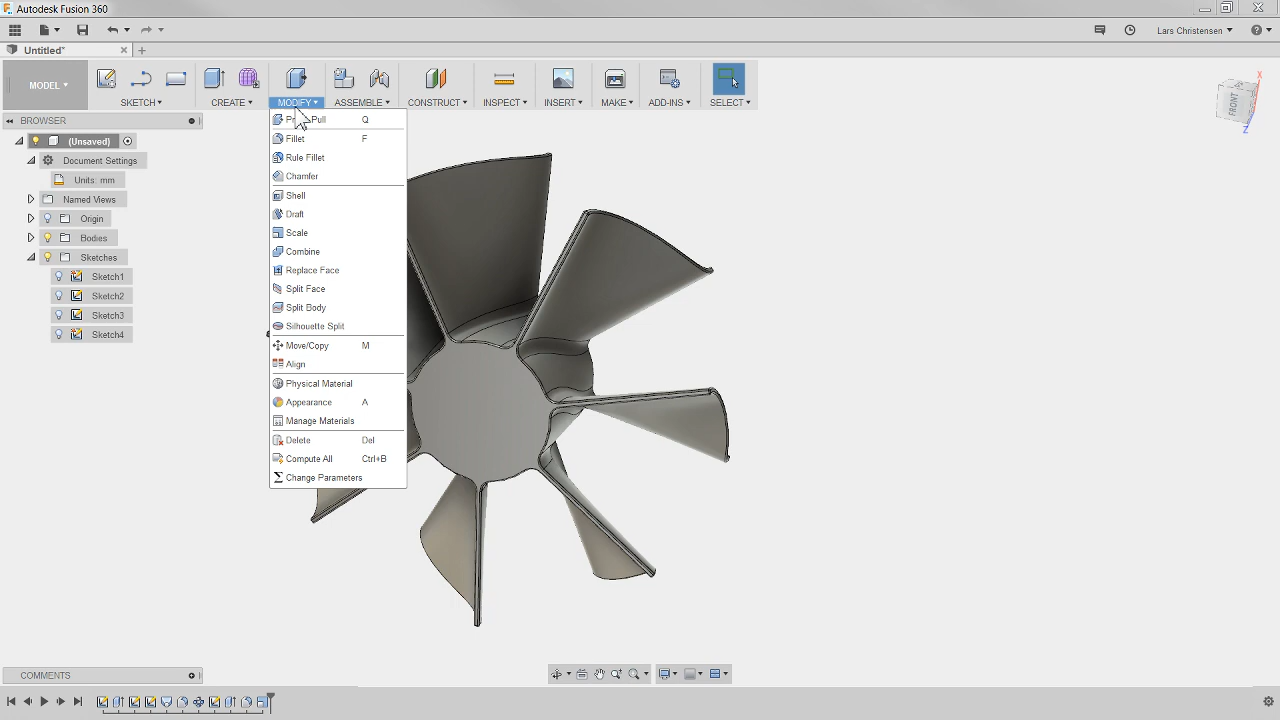 Autodesk Fusion 360
Lars Christensen
Untitled*
MODEL
SKETCH
CREATE
MODIFY
ASSEMBLE
CONSTRUCT
INSPECT
INSERT
MAKE
ADD-INS
SELECT
FRONT
X
Z
BROWSER
(Unsaved)
Document Settings
Units: mm
Named Views
Origin
Bodies
Sketches
Sketch1
Sketch2
Sketch3
Sketch4
Pull Q
Fillet F
Rule Fillet
Chamfer
Shell
Draft
Scale
Combine
Replace Face
Split Face
Split Body
Silhouette Split
Move/Copy M
Align
Physical Material
Appearance A
Manage Materials
Delete Del
Compute All Ctrl+B
Change Parameters
COMMENTS